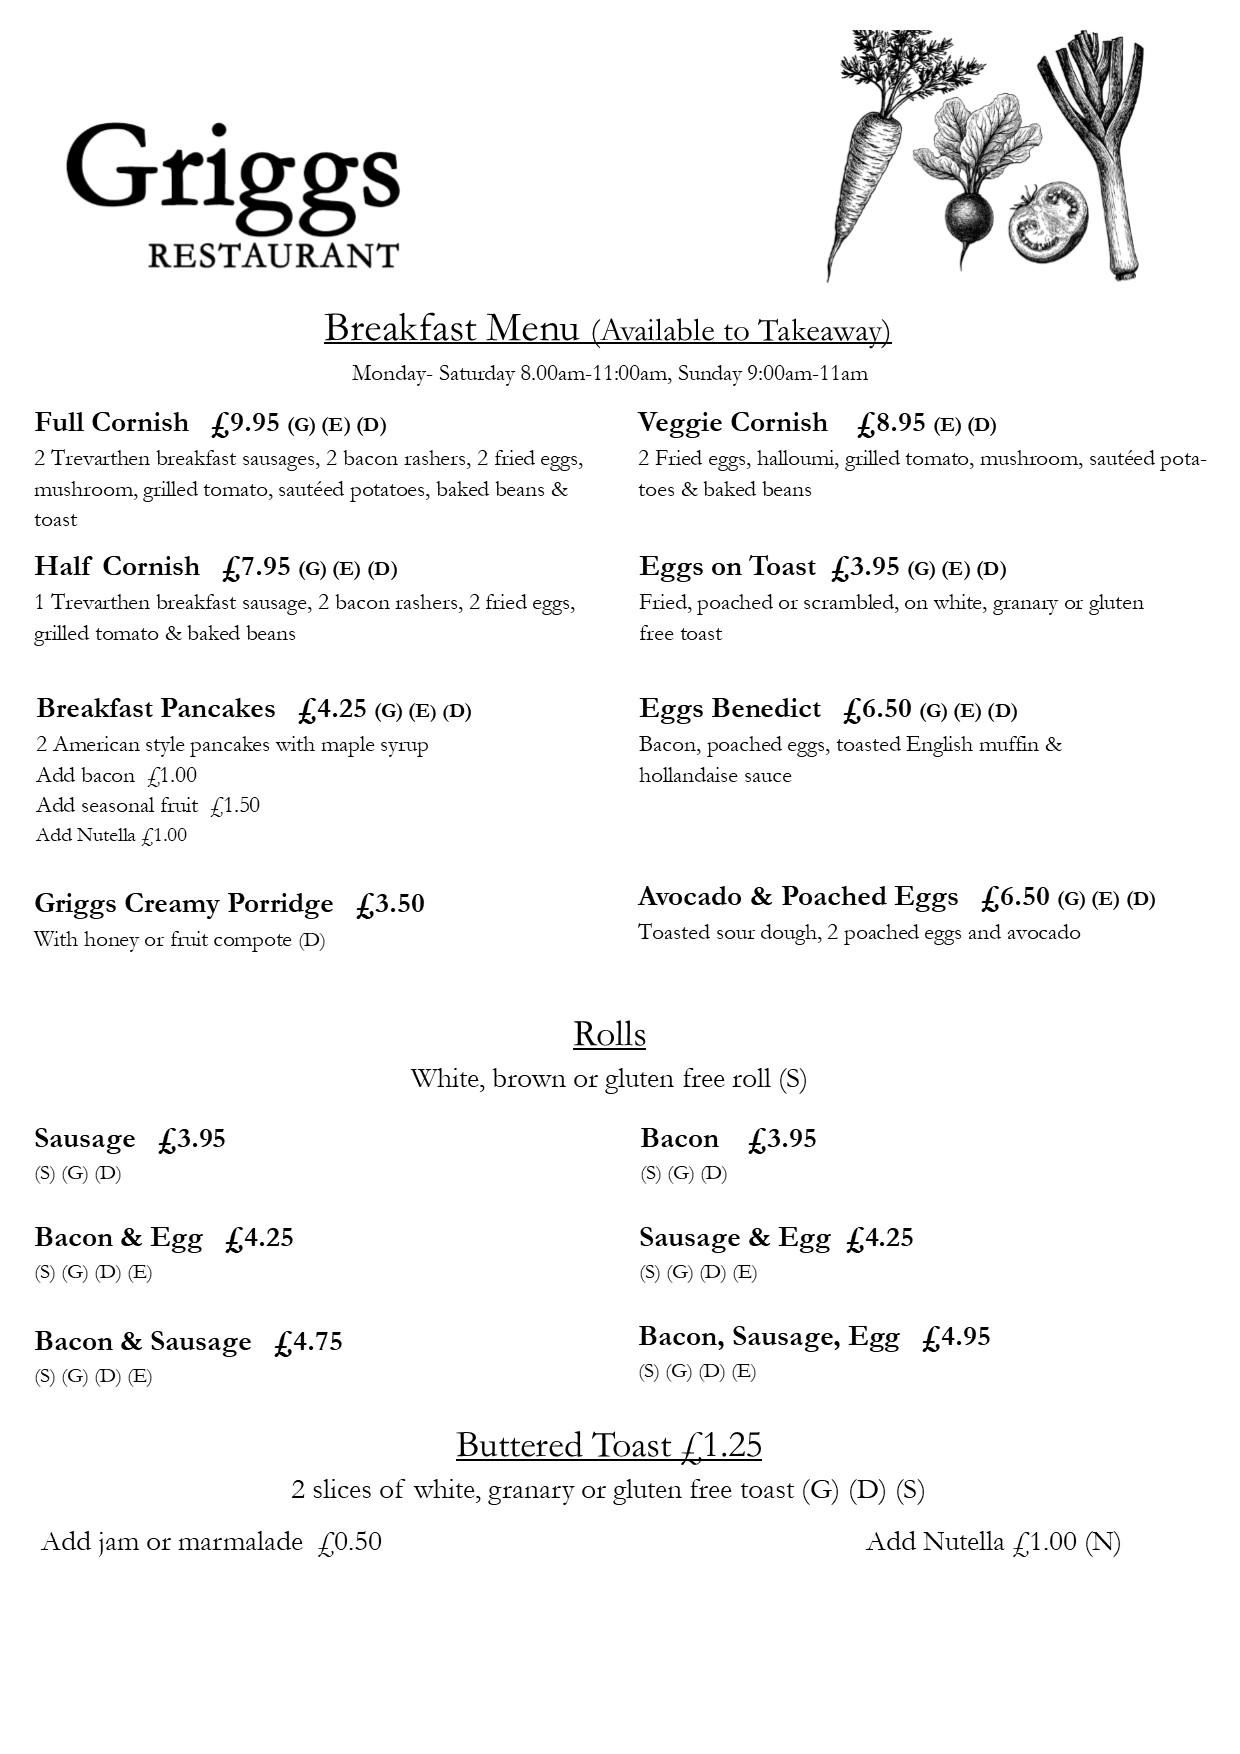 Griggs
RESTAURANT
Breakfast Menu (Available to Takeaway)
Monday- Saturday 8.00am-11:00am, Sunday 9:00am-11am
Full Cornish £9.95 (G) (E) (D)
2 Trevarthen breakfast sausages, 2 bacon rashers, 2 fried eggs,
mushroom, grilled tomato, sautéed potatoes, baked beans &
toast
Half Cornish £7.95 (G) (E) (D)
1 Trevarthen breakfast sausage, 2 bacon rashers, 2 fried eggs,
grilled tomato & baked beans
Breakfast Pancakes £4.25 (G) (E) (D)
2 American style pancakes with maple syrup
Add bacon £1.00
Add seasonal fruit £1.50
Add Nutella £1.00
Griggs Creamy Porridge £3.50
With honey or fruit compote (D)
Veggie Cornish £8.95 (E) (D)
2 Fried eggs, halloumi, grilled tomato, mushroom, sautéed pota-
toes & baked beans
Eggs on Toast £3.95 (G) (E) (D)
Fried, poached or scrambled, on white, granary or gluten
free toast
Eggs Benedict £6.50 (G) (E) (D)
Bacon, poached eggs, toasted English muffin &
hollandaise sauce
Avocado & Poached Eggs £6.50 (G) (E) (D)
Toasted sour dough, 2 poached eggs and avocado
Rolls
White, brown or gluten free roll (S)
Sausage £3.95
(S) (G) (D)
Bacon £3.95
(S) (G) (D)
Bacon & Egg £4.25
(S) (G) (D) (E)
Sausage & Egg £4.25
(S) (G) (D) (E)
Bacon & Sausage £4.75
(S) (G) (D) (E)
Bacon, Sausage, Egg £4.95
(S) (G) (D) (E)
Buttered Toast £1.25
2 slices of white, granary or gluten free toast (G) (D) (S)
Add jam or marmalade £0.50
Add Nutella £1.00 (N)